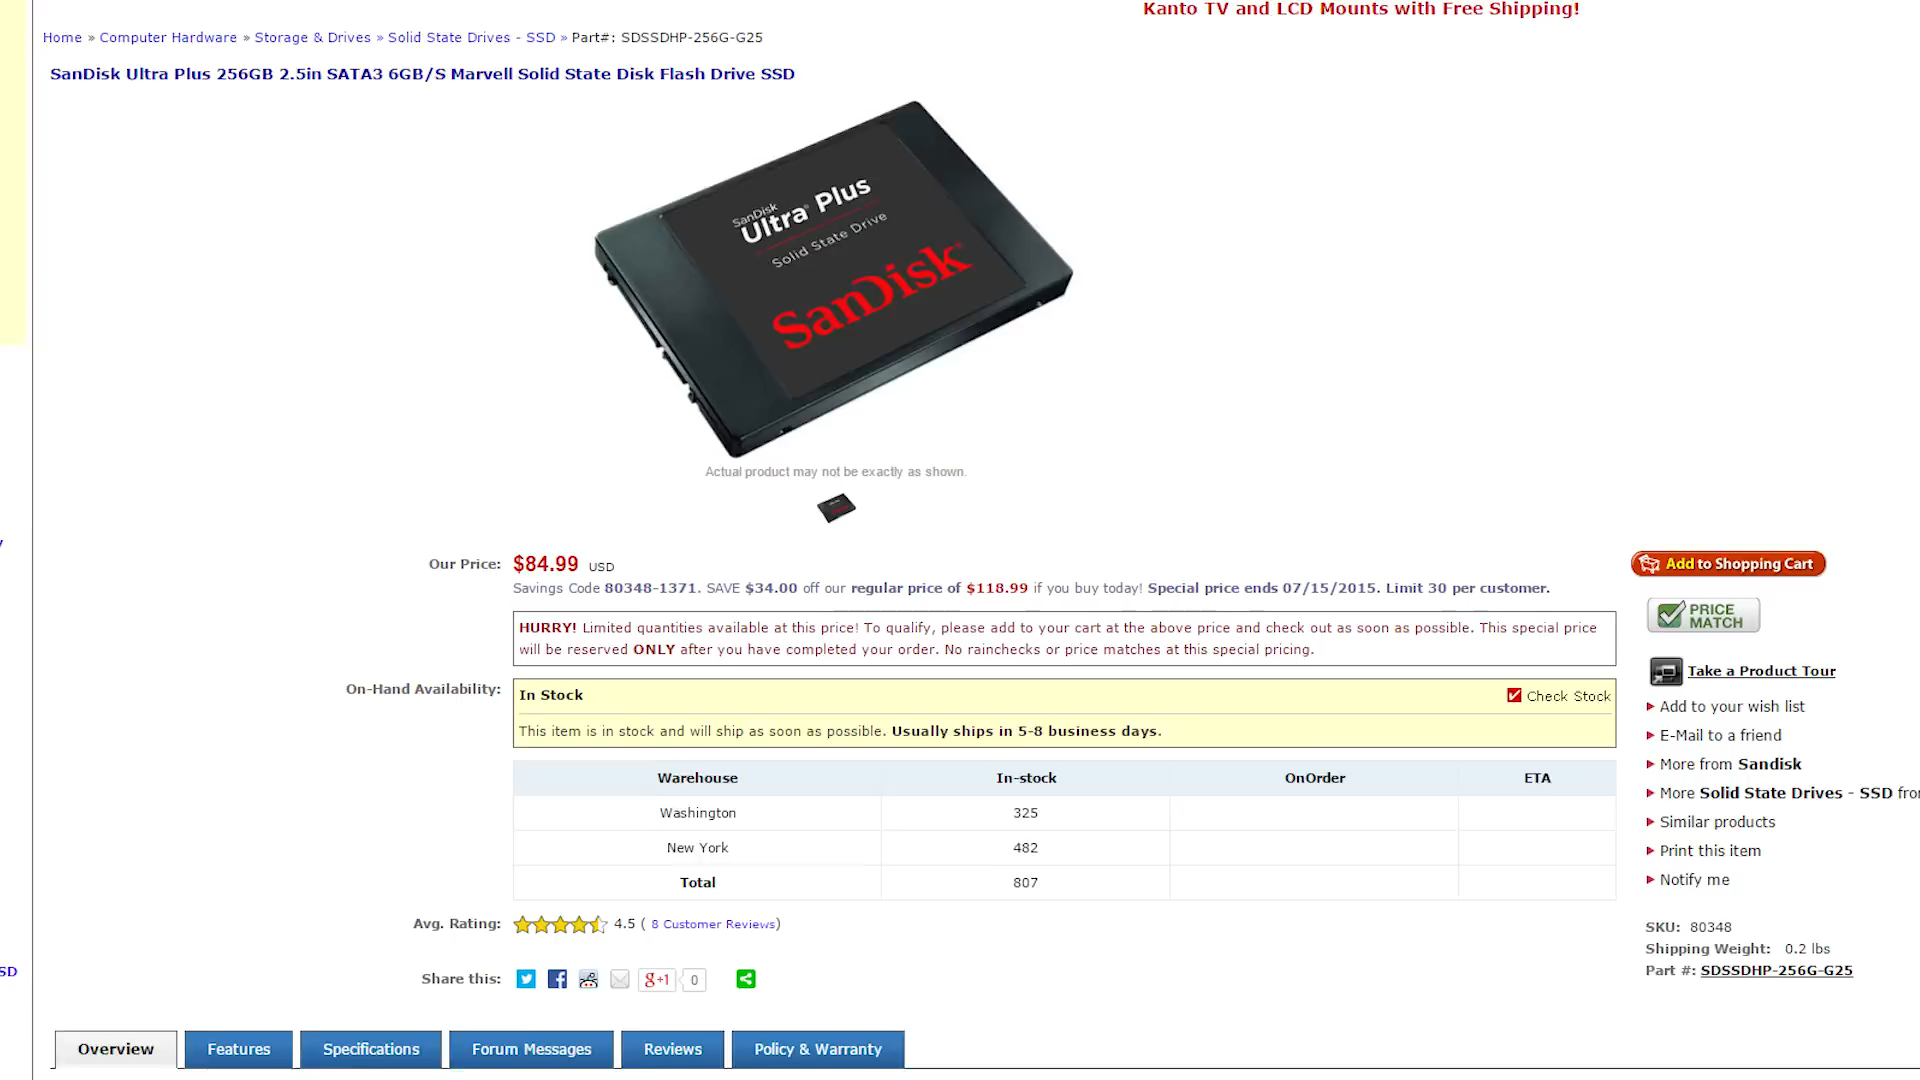 Kanto TV and LCD Mounts with Free Shipping!
Home » Computer Hardware » Storage & Drives » Solid State Drives - SSD » Part#: SDSSDHP-256G-G25
SanDisk Ultra Plus 256GB 2.5in SATA3 6GB/S Marvell Solid State Disk Flash Drive SSD
SanDisk
Ultra Plus
Solid State Drive
SanDisk
Actual product may not be exactly as shown.
Our Price: $84.99 USD
Savings Code 80348-1371. SAVE $34.00 off our regular price of $118.99 if you buy today! Special price ends 07/15/2015. Limit 30 per customer.
HURRY! Limited quantities available at this price! To qualify, please add to your cart at the above price and check out as soon as possible. This special price
will be reserved ONLY after you have completed your order. No rainchecks or price matches at this special pricing.
On-Hand Availability: In Stock Check Stock
This item is in stock and will ship as soon as possible. Usually ships in 5-8 business days.
Warehouse In-stock OnOrder ETA
Washington 325
New York 482
Total 807
Avg. Rating: 4.5 ( 8 Customer Reviews)
Share this: g+1 0
Add to Shopping Cart
PRICE
MATCH
Take a Product Tour
Add to your wish list
E-Mail to a friend
More from Sandisk
More Solid State Drives - SSD fro
Similar products
Print this item
Notify me
SKU: 80348
Shipping Weight: 0.2 lbs
Part #: SDSSDHP-256G-G25
SD
Overview Features Specifications Forum Messages Reviews Policy & Warranty